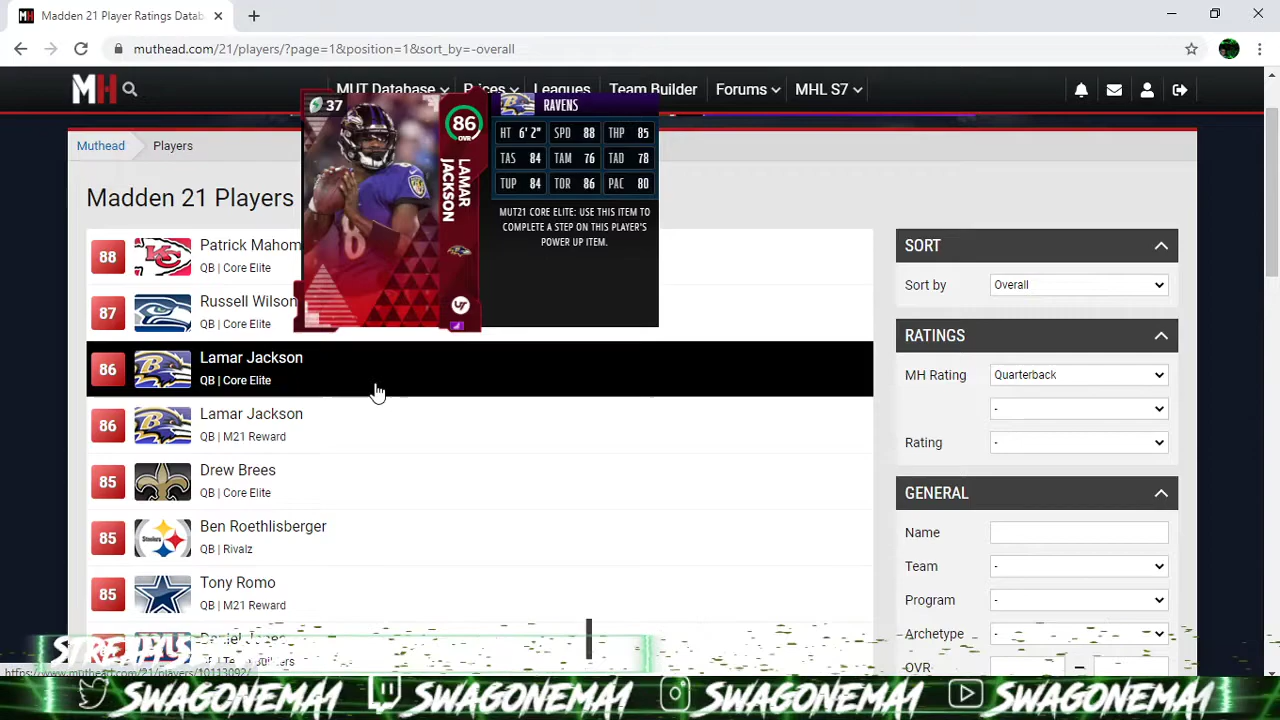 Madden 21 Player Ratings Datab
muthead.com/21/players/?page=1&position=1&sort_by=-overall
MH
MUT Database
Prices
Leagues
Team Builder
Forums
MHL S7
Muthead
Players
Madden 21 Players
37
86
OVR
LAMAR
JACKSON
UT
RAVENS
HT 6' 2" SPD 88 THP 85
TAS 84 TAM 76 TAD 78
TUP 84 TOR 86 PAC 80
MUT21 CORE ELITE: USE THIS ITEM TO
COMPLETE A STEP ON THIS PLAYER'S
POWER UP ITEM.
88
Patrick Mahom
QB | Core Elite
87
Russell Wilson
QB | Core Elite
86
Lamar Jackson
QB | Core Elite
86
Lamar Jackson
QB | M21 Reward
85
Drew Brees
QB | Core Elite
85
Ben Roethlisberger
QB | Rivalz
85
Tony Romo
QB | M21 Reward
SORT
Sort by
Overall
RATINGS
MH Rating
Quarterback
-
Rating
-
GENERAL
Name
Team
-
Program
-
Archetype
-
OVR
SWAGONEMA1
SWAGONEMA1
SWAGONEMA1
SWAGONEMA1